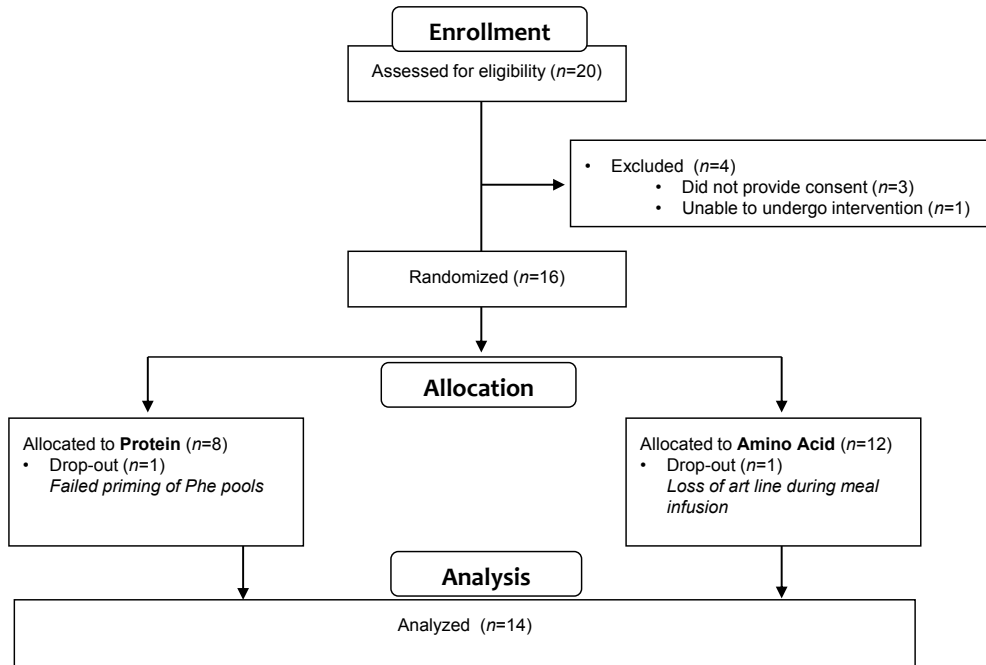 Enrollment
Assessed for eligibility (n=20)
• Excluded (n=4)
• Did not provide consent (n=3)
• Unable to undergo intervention (n=1)
Randomized (n=16)
Allocation
Allocated to Protein (n=8)
• Drop-out (n=1)
Failed priming of Phe pools
Allocated to Amino Acid (n=12)
• Drop-out (n=1)
Loss of art line during meal
infusion
Analysis
Analyzed (n=14)